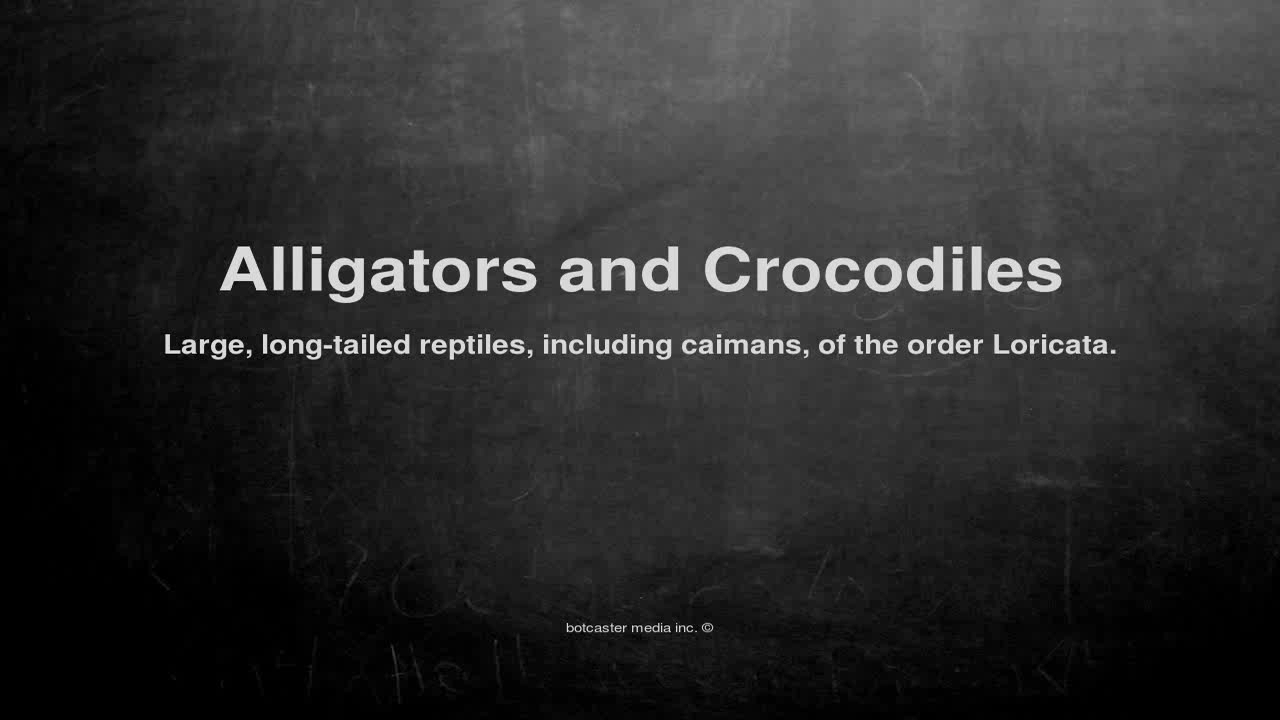 Alligators and Crocodiles
Large, long-tailed reptiles, including caimans, of the order Loricata.
botcaster media inc. ©